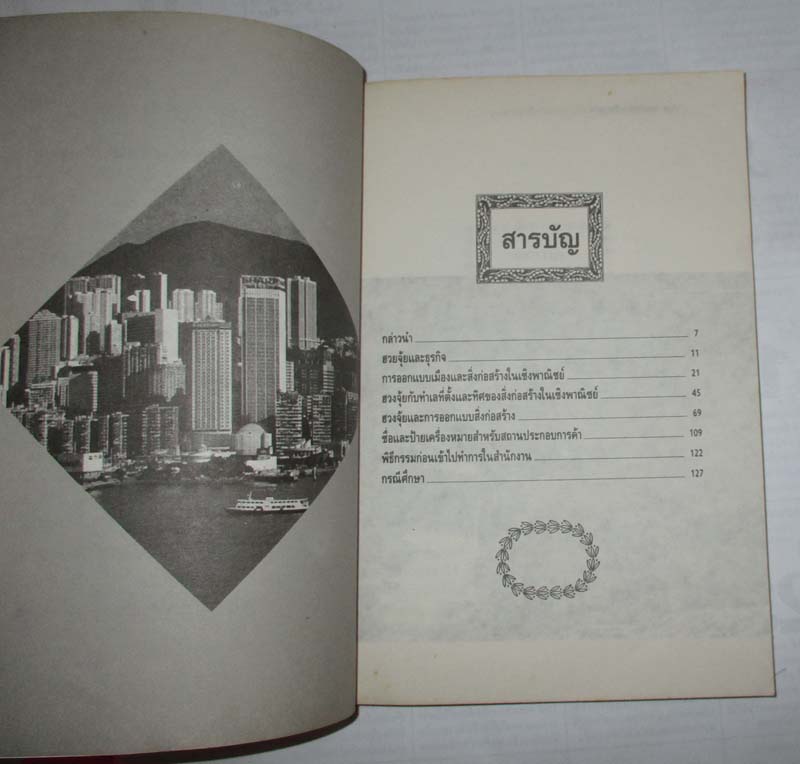 SHARP
สารบัญ
กล่าวนำ 7
ฮวยจุ้ยและธุรกิจ 11
การออกแบบเมืองและสิ่งก่อสร้างในเชิงพาณิชย์ 21
ฮวงจุ้ยกับทำเลที่ตั้งและทิศของสิ่งก่อสร้างในเชิงพาณิชย์ 45
ฮวงจุ้ยและการออกแบบสิ่งก่อสร้าง 69
ชื่อและป้ายเครื่องหมายสำหรับสถานประกอบการค้า 109
พิธีกรรมก่อนเข้าไปทำการในสำนักงาน 122
กรณีศึกษา 127